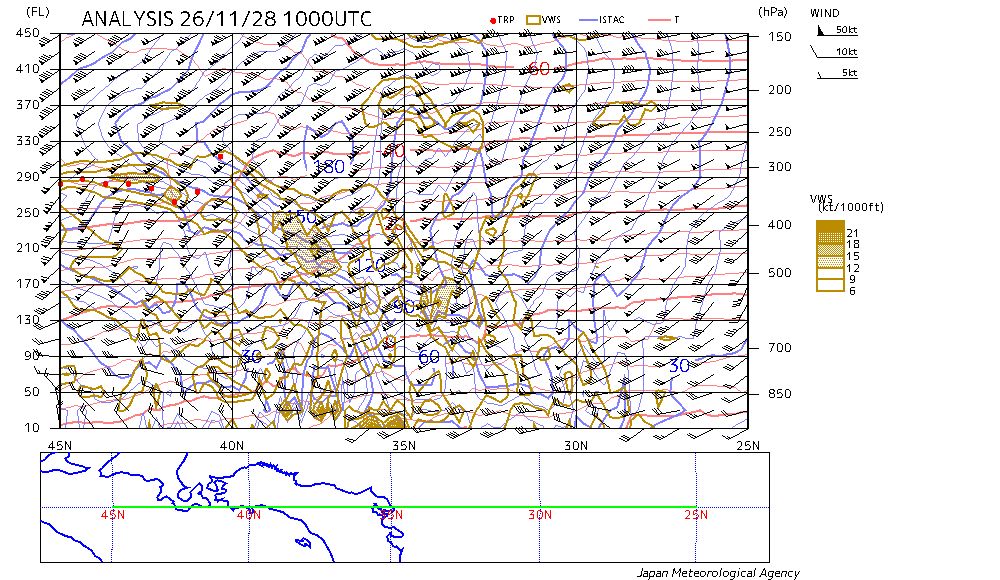 (FL) ANALYSIS 26/11/28 1000UTC TRP VWS ISTAC T (hPa) WIND
450 150 50kt
10kt
410 60 5kt
370 200
330 250
180 300
290
VWS
250 50 (kt/1000ft)
400 21
210 18
120 15
170 500 12
90 9
130 6
90 30 0 60 30 700
50 850
10
45N 40N 35N 30N 25N
45N 40N 35N 30N 25N
Japan Meteorological Agency